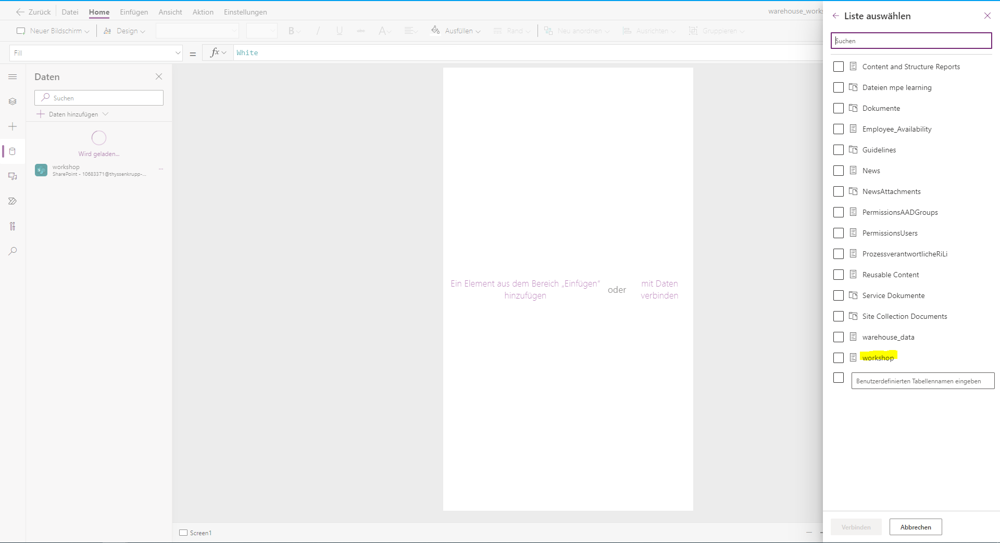 Zurück
Datei
Home
Einfügen
Ansicht
Aktion
Einstellungen
warehouse_works
Neuer Bildschirm
Design
B
Ausfüllen
Rand
Neu anordnen
Ausrichten
Gruppieren
Fill
=
fx
White
Daten
Suchen
Daten hinzufügen
Wird geladen...
workshop
SharePoint - 10683371@thyssenkrupp-...
Ein Element aus dem Bereich „Einfügen“
hinzufügen
oder
mit Daten
verbinden
Screen1
Liste auswählen
Suchen
Content and Structure Reports
Dateien mpe learning
Dokumente
Employee_Availability
Guidelines
News
NewsAttachments
PermissionsAADGroups
PermissionsUsers
ProzessverantwortlicheRiLi
Reusable Content
Service Dokumente
Site Collection Documents
warehouse_data
workshop
Benutzerdefinierten Tabellennamen eingeben
Verbinden
Abbrechen